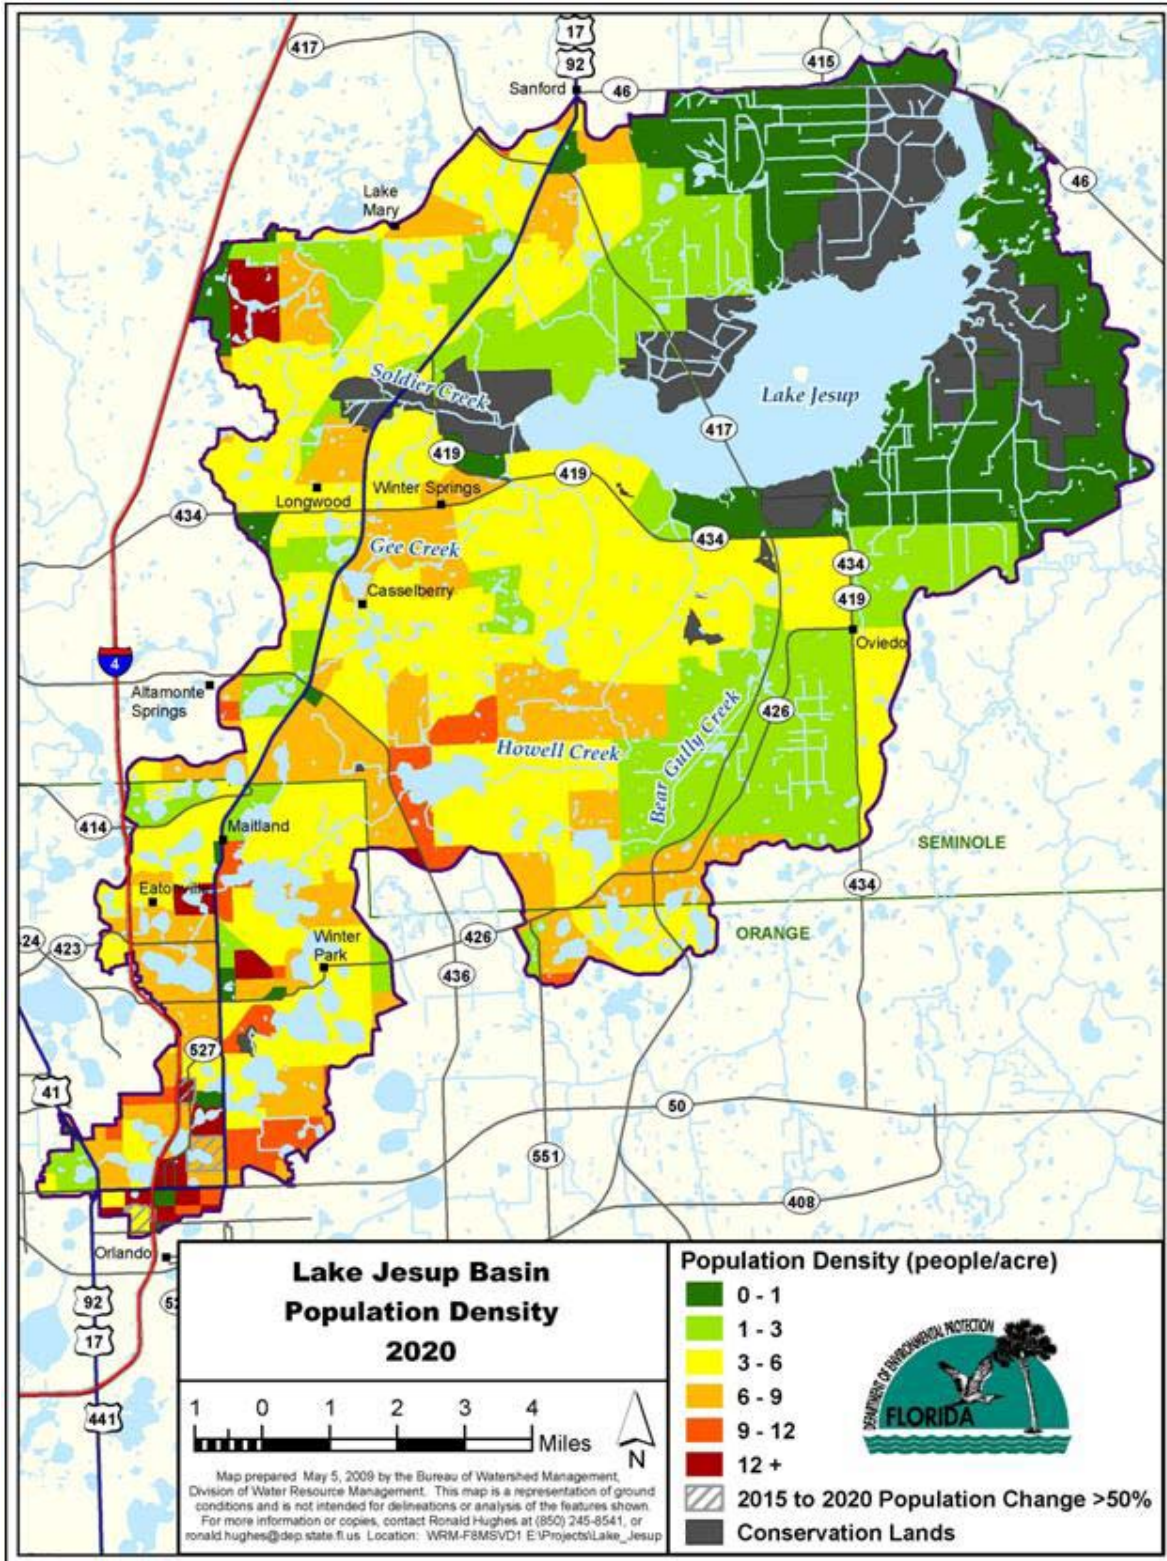 417
17
92
415
Sanford
46
46
Lake
Mary
Soldier Creek
Lake Jesup
417
419
419
Longwood
Winter Springs
434
434
Gee Creek
434
Casselberry
419
Oviedo
4
Altamonte
Springs
426
Howell Creek
Bear Gully Creek
414
Maitland
SEMINOLE
Eatonville
434
ORANGE
24
423
Winter
Park
426
436
527
41
50
551
408
Orlando
92
52
17
441
Lake Jesup Basin
Population Density
2020
1 0 1 2 3 4
Miles
N
Map prepared May 5, 2009 by the Bureau of Watershed Management,
Division of Water Resource Management. This map is a representation of ground
conditions and is not intended for delineations or analysis of the features shown.
For more information or copies, contact Ronald Hughes at (850) 245-8541, or
ronald.hughes@dep.state.fl.us Location: WRM-F8MSVD1 E:\Projects\Lake_Jesup
Population Density (people/acre)
0 - 1
1 - 3
3 - 6
6 - 9
9 - 12
12 +
2015 to 2020 Population Change >50%
Conservation Lands
DEPARTMENT OF ENVIRONMENTAL PROTECTION
FLORIDA